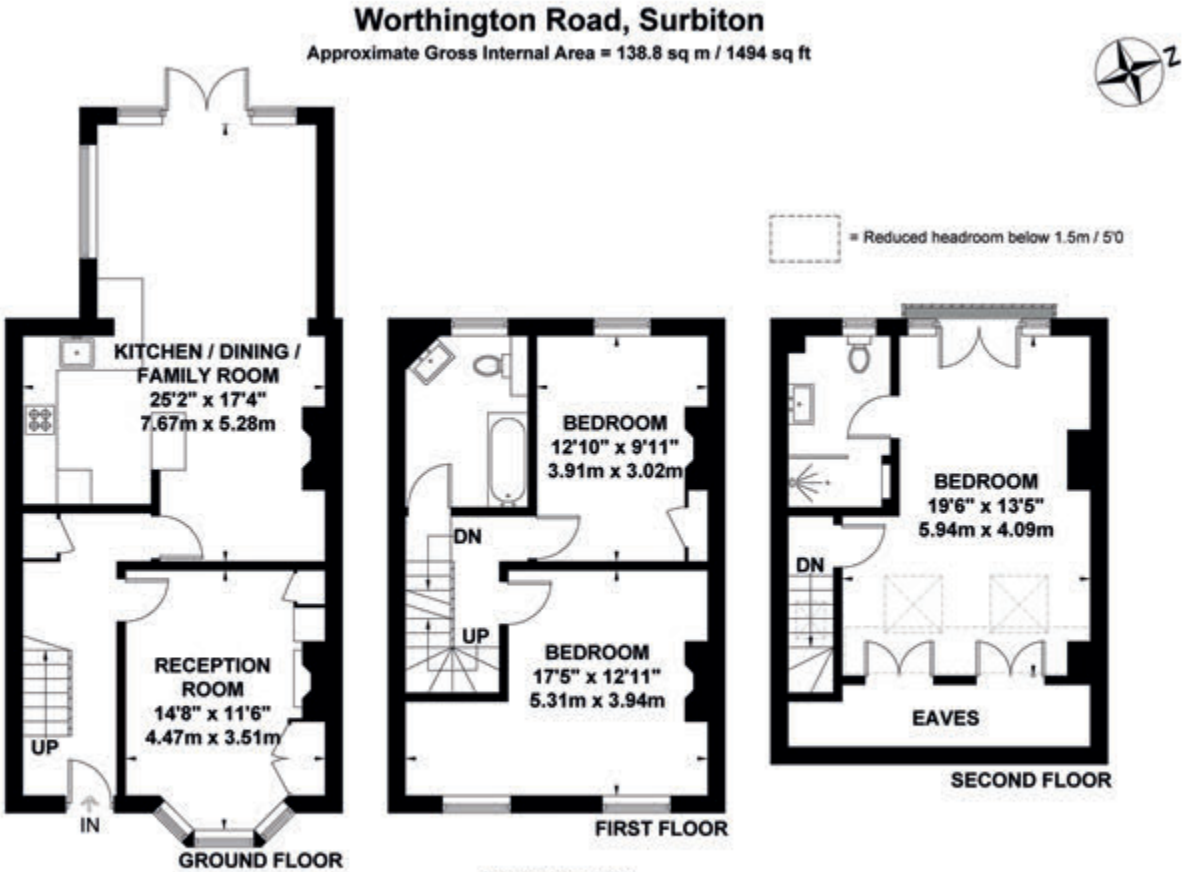 Worthington Road, Surbiton
Approximate Gross Internal Area = 138.8 sq m / 1494 sq ft
Z
= Reduced headroom below 1.5m / 5'0
KITCHEN / DINING /
FAMILY ROOM
25'2" x 17'4"
7.67m x 5.28m
RECEPTION
ROOM
14'8" x 11'6"
4.47m x 3.51m
UP
IN
GROUND FLOOR
BEDROOM
12'10" x 9'11"
3.91m x 3.02m
DN
UP
BEDROOM
17'5" x 12'11"
5.31m x 3.94m
FIRST FLOOR
BEDROOM
19'6" x 13'5"
5.94m x 4.09m
DN
EAVES
SECOND FLOOR